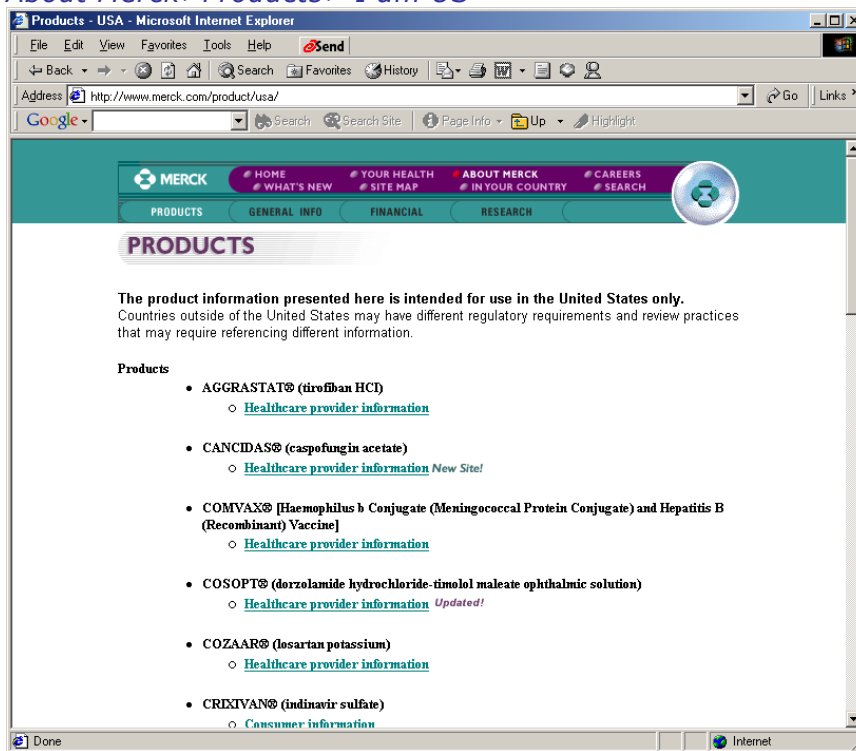 Products - USA - Microsoft Internet Explorer
File Edit View Favorites Tools Help Send
Back Search Favorites History
Address http://www.merck.com/product/usa/ Go Links
Google Search Search Site Page Info Up Highlight
MERCK HOME YOUR HEALTH ABOUT MERCK CAREERS
WHAT'S NEW SITE MAP IN YOUR COUNTRY SEARCH
PRODUCTS GENERAL INFO FINANCIAL RESEARCH
PRODUCTS
The product information presented here is intended for use in the United States only.
Countries outside of the United States may have different regulatory requirements and review practices
that may require referencing different information.
Products
• AGGRASTAT® (tirofiban HCI)
○ Healthcare provider information
• CANCIDAS® (caspofungin acetate)
○ Healthcare provider information New Site!
• COMVAX® [Haemophilus b Conjugate (Meningococcal Protein Conjugate) and Hepatitis B
(Recombinant) Vaccine]
○ Healthcare provider information
• COSOPT® (dorzolamide hydrochloride-timolol maleate ophthalmic solution)
○ Healthcare provider information Updated!
• COZAAR® (losartan potassium)
○ Healthcare provider information
• CRIXIVAN® (indinavir sulfate)
○ Consumer information
Done Internet